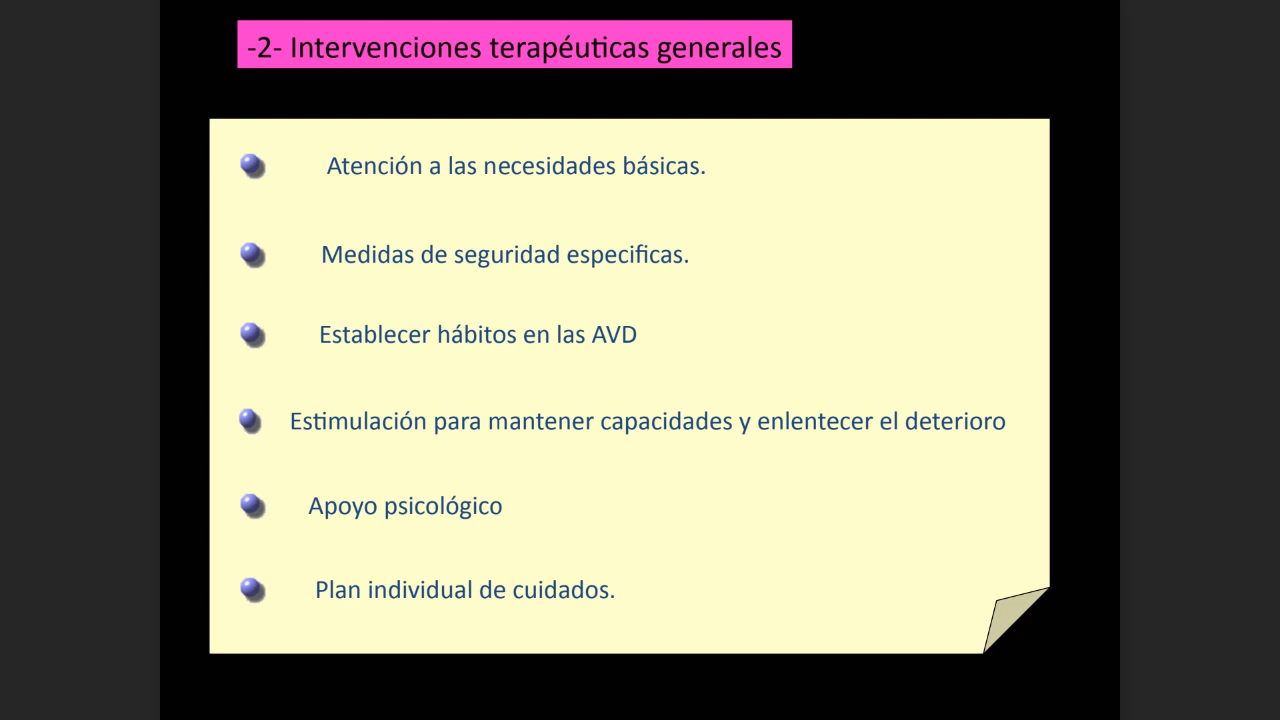 -2- Intervenciones terapéuticas generales
Atención a las necesidades básicas.
Medidas de seguridad especificas.
Establecer hábitos en las AVD
Estimulación para mantener capacidades y enlentecer el deterioro
Apoyo psicológico
Plan individual de cuidados.